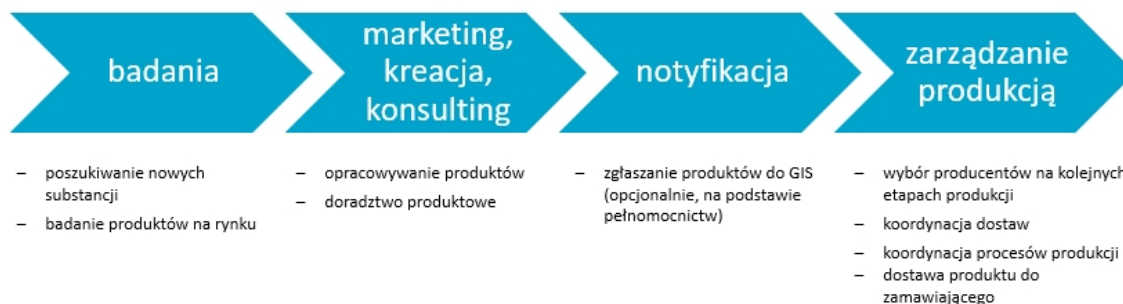 badania
marketing,
kreacja,
konsulting
notyfikacja
zarządzanie
produkcją
– poszukiwanie nowych
substancji
– badanie produktów na rynku
– opracowywanie produktów
– doradztwo produktowe
– zgłaszanie produktów do GIS
(opcjonalnie, na podstawie
pełnomocnictw)
– wybór producentów na kolejnych
etapach produkcji
– koordynacja dostaw
– koordynacja procesów produkcji
– dostawa produktu do
zamawiającego